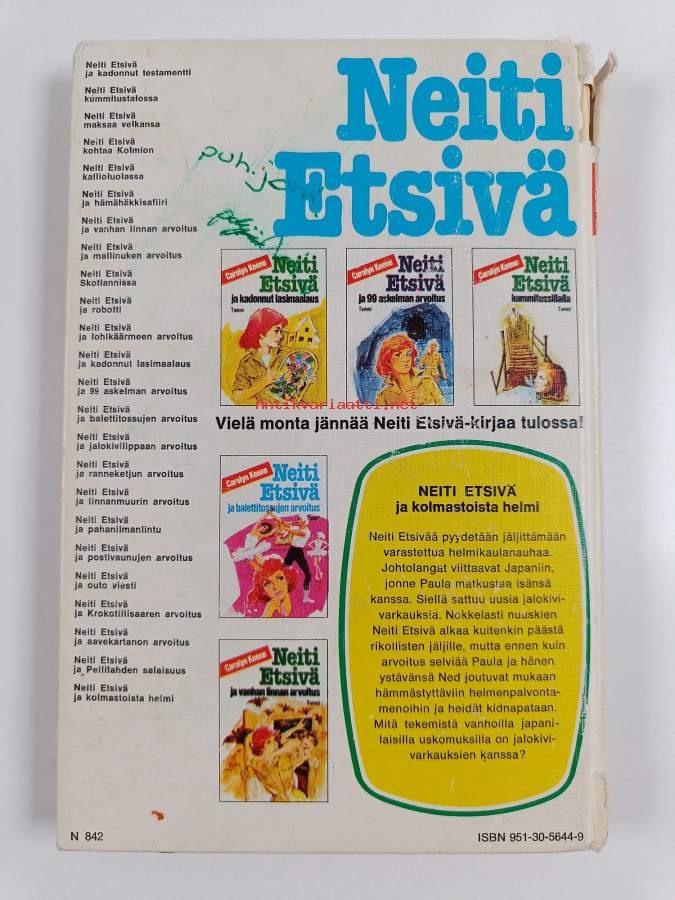 Neiti Etsivä
ja kadonnut testamentti
Neiti Etsivä
kummitustalossa
Neiti Etsivä
maksaa velkansa
Neiti Etsivä
kohtaa Kolmion
Neiti Etsivä
kallioluolassa
Neiti Etsivä
ja hämähäkkisafiiri
Neiti Etsivä
ja vanhan linnan arvoitus
Neiti Etsivä
ja mallinuken arvoitus
Neiti Etsivä
Skotlannissa
Neiti Etsivä
ja robotti
Neiti Etsivä
ja lohikäärmeen arvoitus
Neiti Etsivä
ja kadonnut lasimaalaus
Neiti Etsivä
ja 99 askelman arvoitus
Neiti Etsivä
ja balettitossujen arvoitus
Neiti Etsivä
ja jalokivilippaan arvoitus
Neiti Etsivä
ja ranneketjun arvoitus
Neiti Etsivä
ja linnanmuurin arvoitus
Neiti Etsivä
ja pahanilmanlintu
Neiti Etsivä
ja postivaunujen arvoitus
Neiti Etsivä
ja outo viesti
Neiti Etsivä
ja Krokotiilisaaren arvoitus
Neiti Etsivä
ja aavekartanon arvoitus
Neiti Etsivä
ja Peililahden salaisuus
Neiti Etsivä
ja kolmastoista helmi
Neiti
Etsivä
Carolyn Keene
Neiti
Etsivä
ja kadonnut lasimaalaus
Tammi
Carolyn Keene
Neiti
Etsivä
ja 99 askelman arvoitus
Tammi
Carolyn Keene
Neiti
Etsivä
kummitussillalla
Tammi
antikvariaatti.net
Vielä monta jännää Neiti Etsivä-kirjaa tulossa!
Carolyn Keene
Neiti
Etsivä
ja balettitossujen arvoitus
Tammi
Carolyn Keene
Neiti
Etsivä
ja vanhan linnan arvoitus
Tammi
NEITI ETSIVÄ
ja kolmastoista helmi
Neiti Etsivää pyydetään jäljittämään
varastettua helmikaulanauhaa.
Johtolangat viittaavat Japaniin,
jonne Paula matkustaa isänsä
kanssa. Siellä sattuu uusia jalokivi-
varkauksia. Nokkelasti nuuskien
Neiti Etsivä alkaa kuitenkin päästä
rikollisten jäljille, mutta ennen kuin
arvoitus selviää Paula ja hänen
ystävänsä Ned joutuvat mukaan
hämmästyttäviin helmenpalvonta-
menoihin ja heidät kidnapataan.
Mitä tekemistä vanhoilla japani-
laisilla uskomuksilla on jalokivi-
varkauksien kanssa?
N 842
ISBN 951-30-5644-9